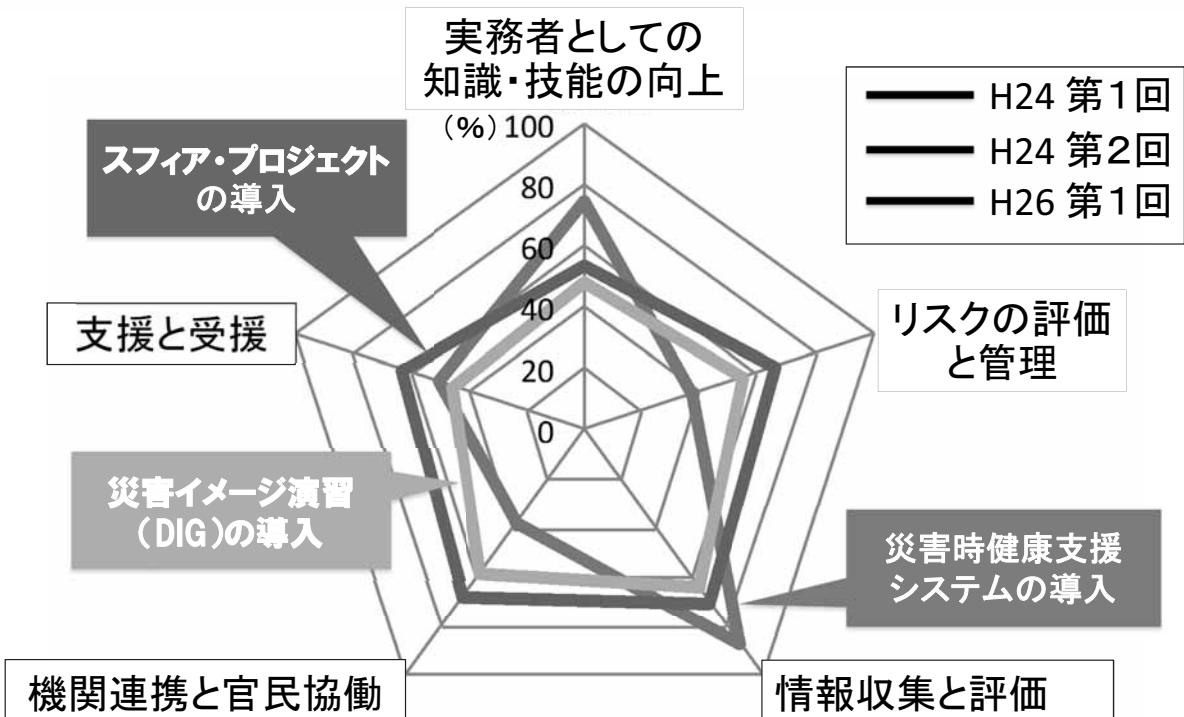 実務者としての
知識・技能の向上
H24 第1回
H24 第2回
H26 第1回
(%)100
80
60
40
20
0
スフィア・プロジェクト
の導入
支援と受援
リスクの評価
と管理
災害イメージ演習
(DIG)の導入
災害時健康支援
システムの導入
機関連携と官民協働
情報収集と評価